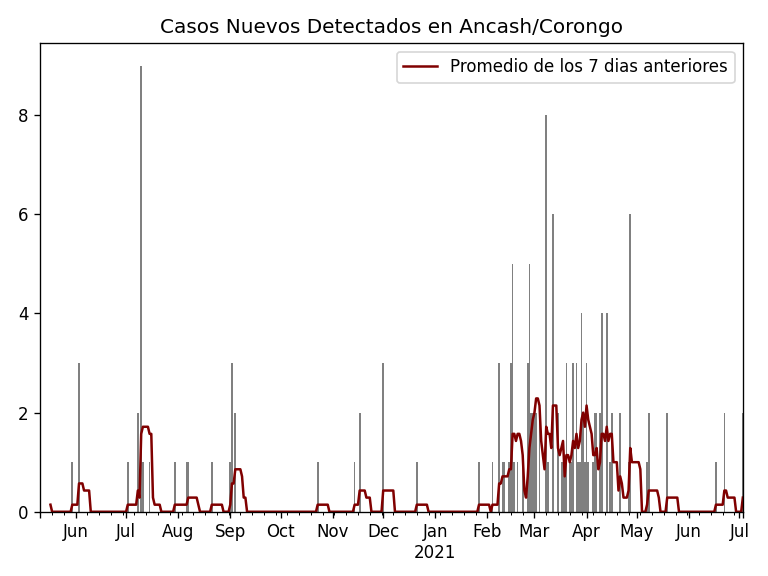 Casos Nuevos Detectados en Ancash/Corongo
Promedio de los 7 dias anteriores
8
6
4
2
0
Jun Jul Aug Sep Oct Nov Dec Jan Feb Mar Apr May Jun Jul
2021